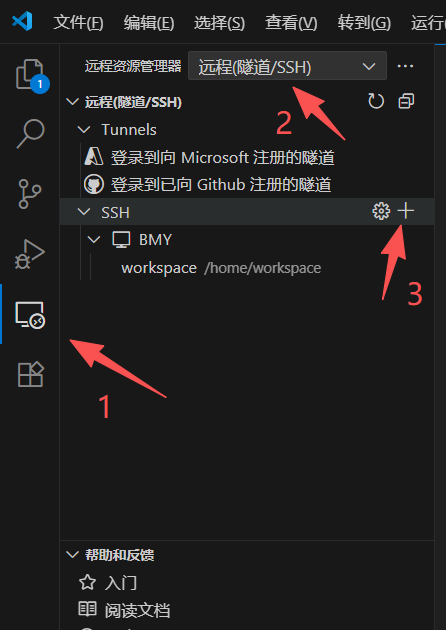 文件(F) 编辑(E) 选择(S) 查看(V) 转到(G) 运行
1
远程资源管理器 远程(隧道/SSH) ...
远程(隧道/SSH)
2
Tunnels
登录到向 Microsoft 注册的隧道
登录到已向 Github 注册的隧道
SSH
BMY
workspace /home/workspace
3
1
帮助和反馈
入门
阅读文档